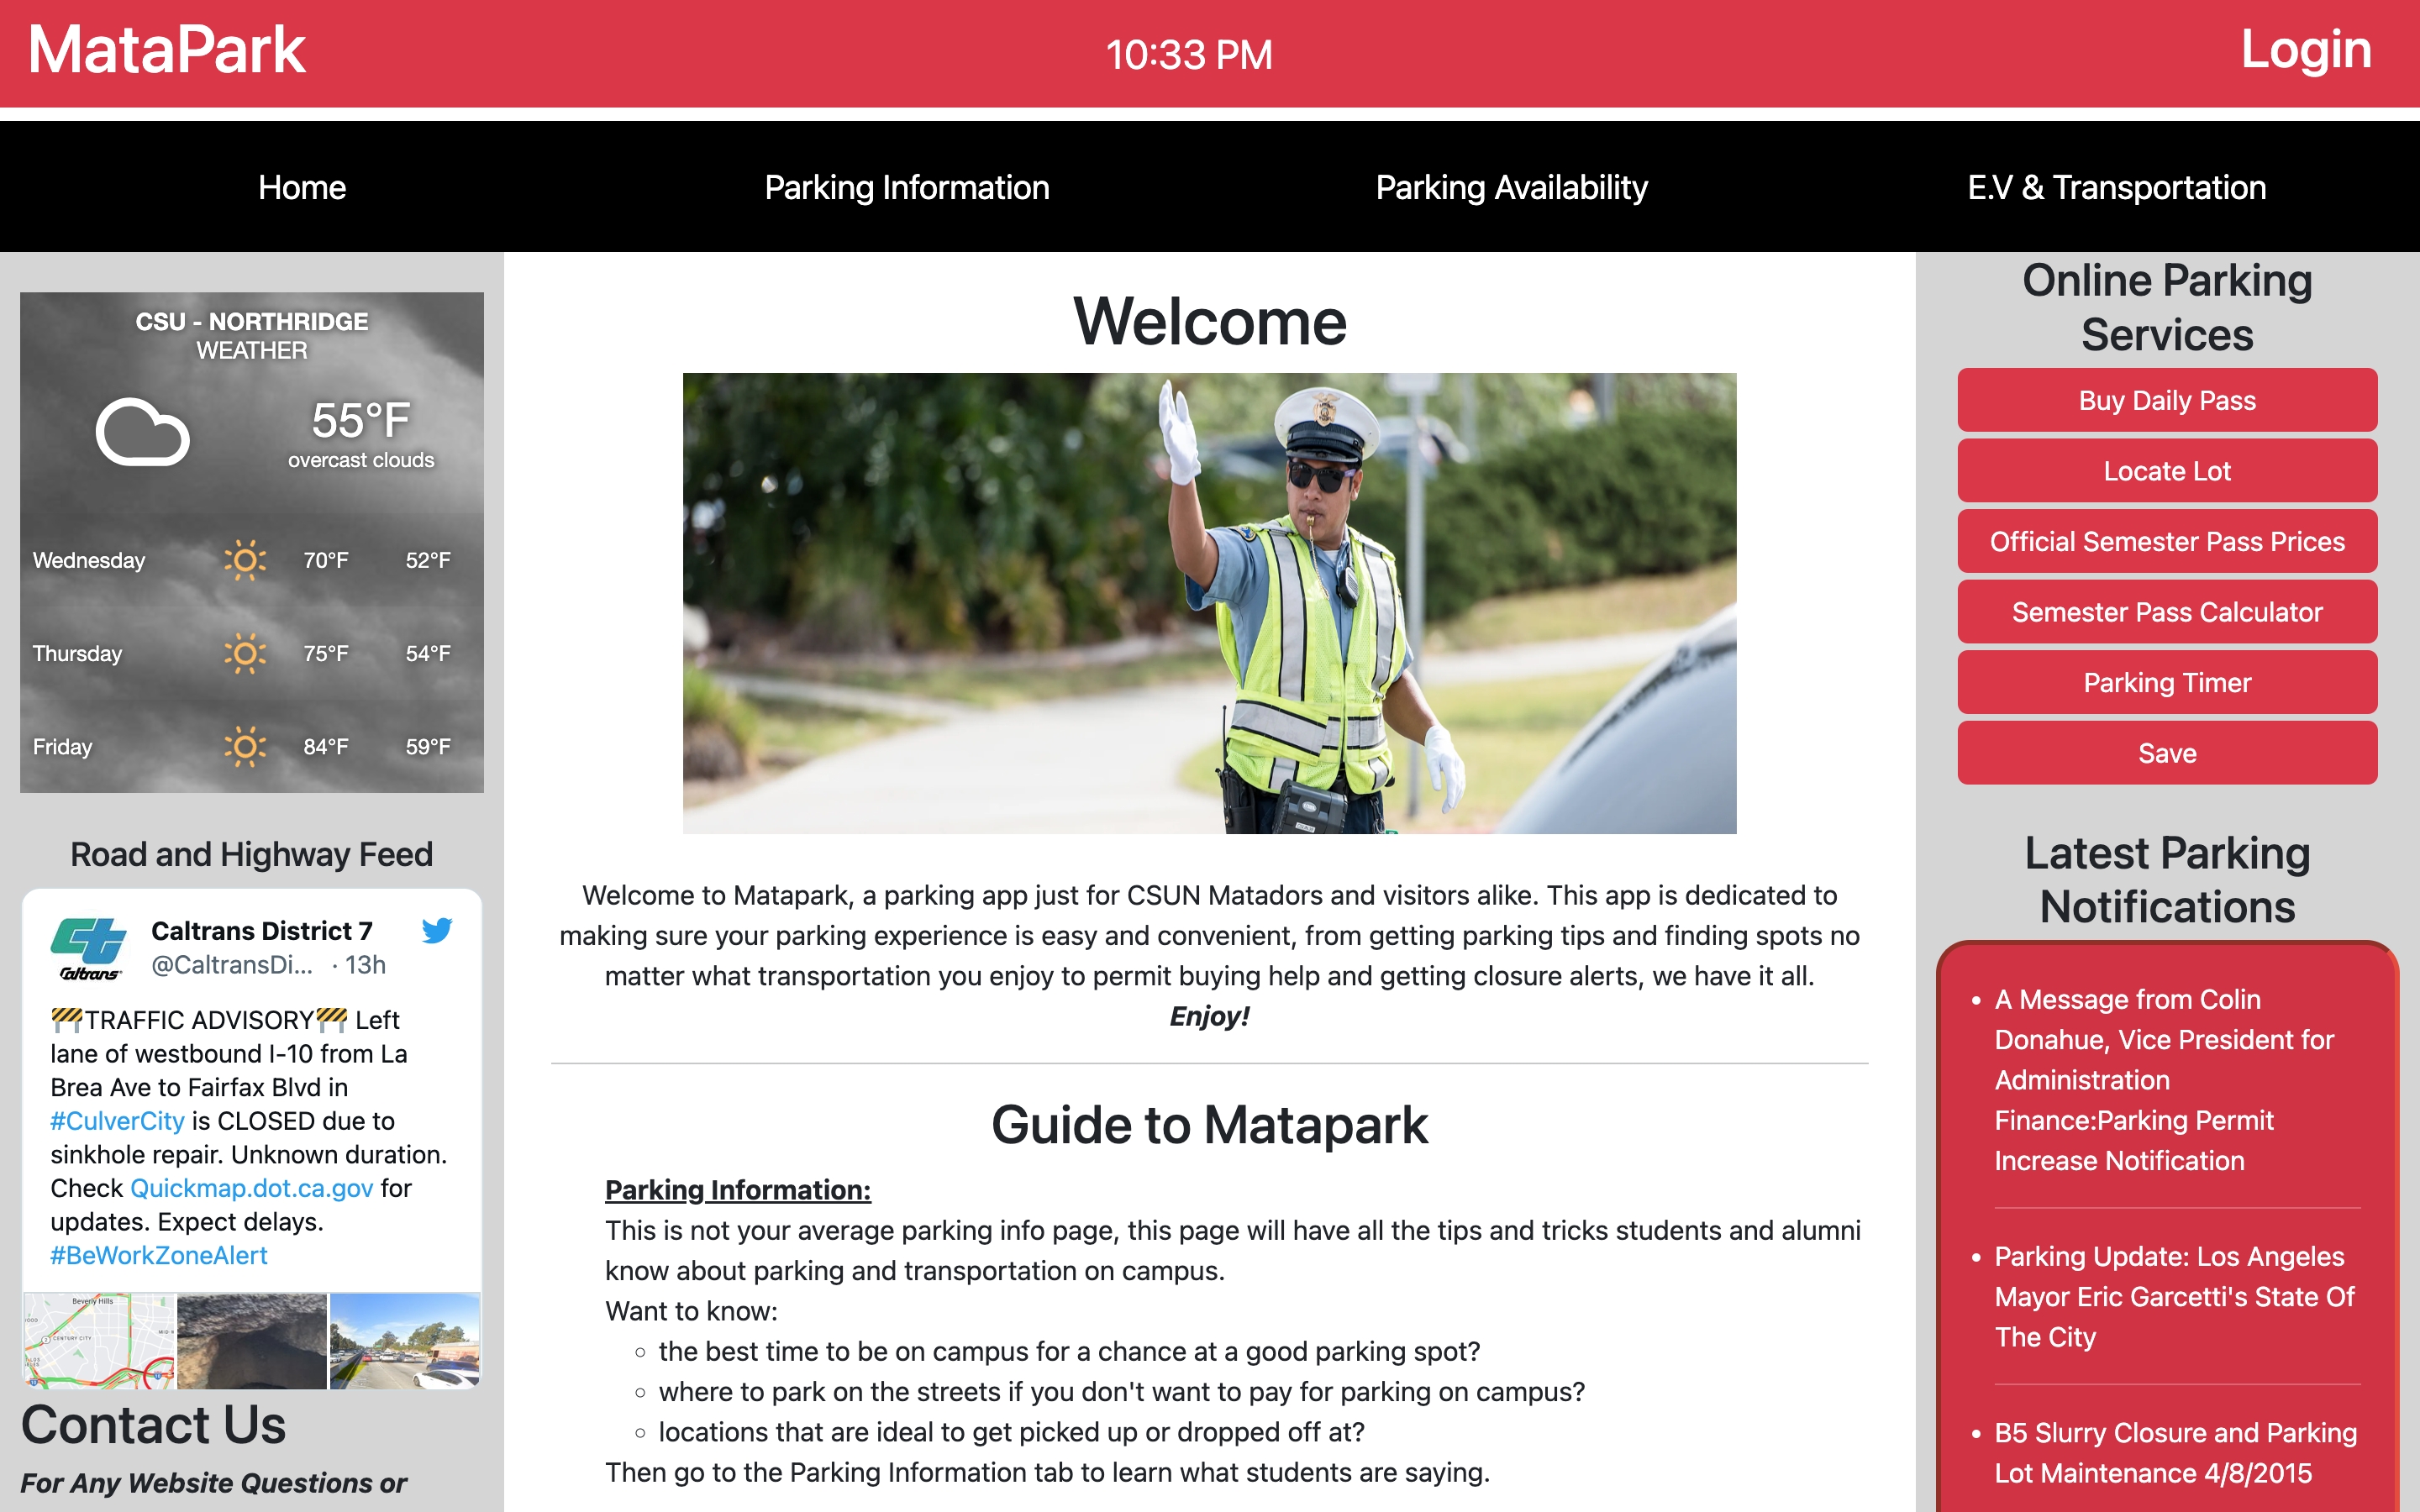 MataPark
10:33 PM
Login
Home
Parking Information
Parking Availability
E.V & Transportation
CSU - NORTHRIDGE
WEATHER
55°F
overcast clouds
Wednesday 70°F 52°F
Thursday 75°F 54°F
Friday 84°F 59°F
Road and Highway Feed
Caltrans
Caltrans District 7
@CaltransDi... · 13h
🚧TRAFFIC ADVISORY🚧 Left
lane of westbound I-10 from La
Brea Ave to Fairfax Blvd in
#CulverCity is CLOSED due to
sinkhole repair. Unknown duration.
Check Quickmap.dot.ca.gov for
updates. Expect delays.
#BeWorkZoneAlert
Beverly Hills
CENTURY CITY
Contact Us
For Any Website Questions or
Welcome
Welcome to Matapark, a parking app just for CSUN Matadors and visitors alike. This app is dedicated to
making sure your parking experience is easy and convenient, from getting parking tips and finding spots no
matter what transportation you enjoy to permit buying help and getting closure alerts, we have it all.
Enjoy!
Guide to Matapark
Parking Information:
This is not your average parking info page, this page will have all the tips and tricks students and alumni
know about parking and transportation on campus.
Want to know:
the best time to be on campus for a chance at a good parking spot?
where to park on the streets if you don't want to pay for parking on campus?
locations that are ideal to get picked up or dropped off at?
Then go to the Parking Information tab to learn what students are saying.
Online Parking
Services
Buy Daily Pass
Locate Lot
Official Semester Pass Prices
Semester Pass Calculator
Parking Timer
Save
Latest Parking
Notifications
A Message from Colin
Donahue, Vice President for
Administration
Finance:Parking Permit
Increase Notification
Parking Update: Los Angeles
Mayor Eric Garcetti's State Of
The City
B5 Slurry Closure and Parking
Lot Maintenance 4/8/2015